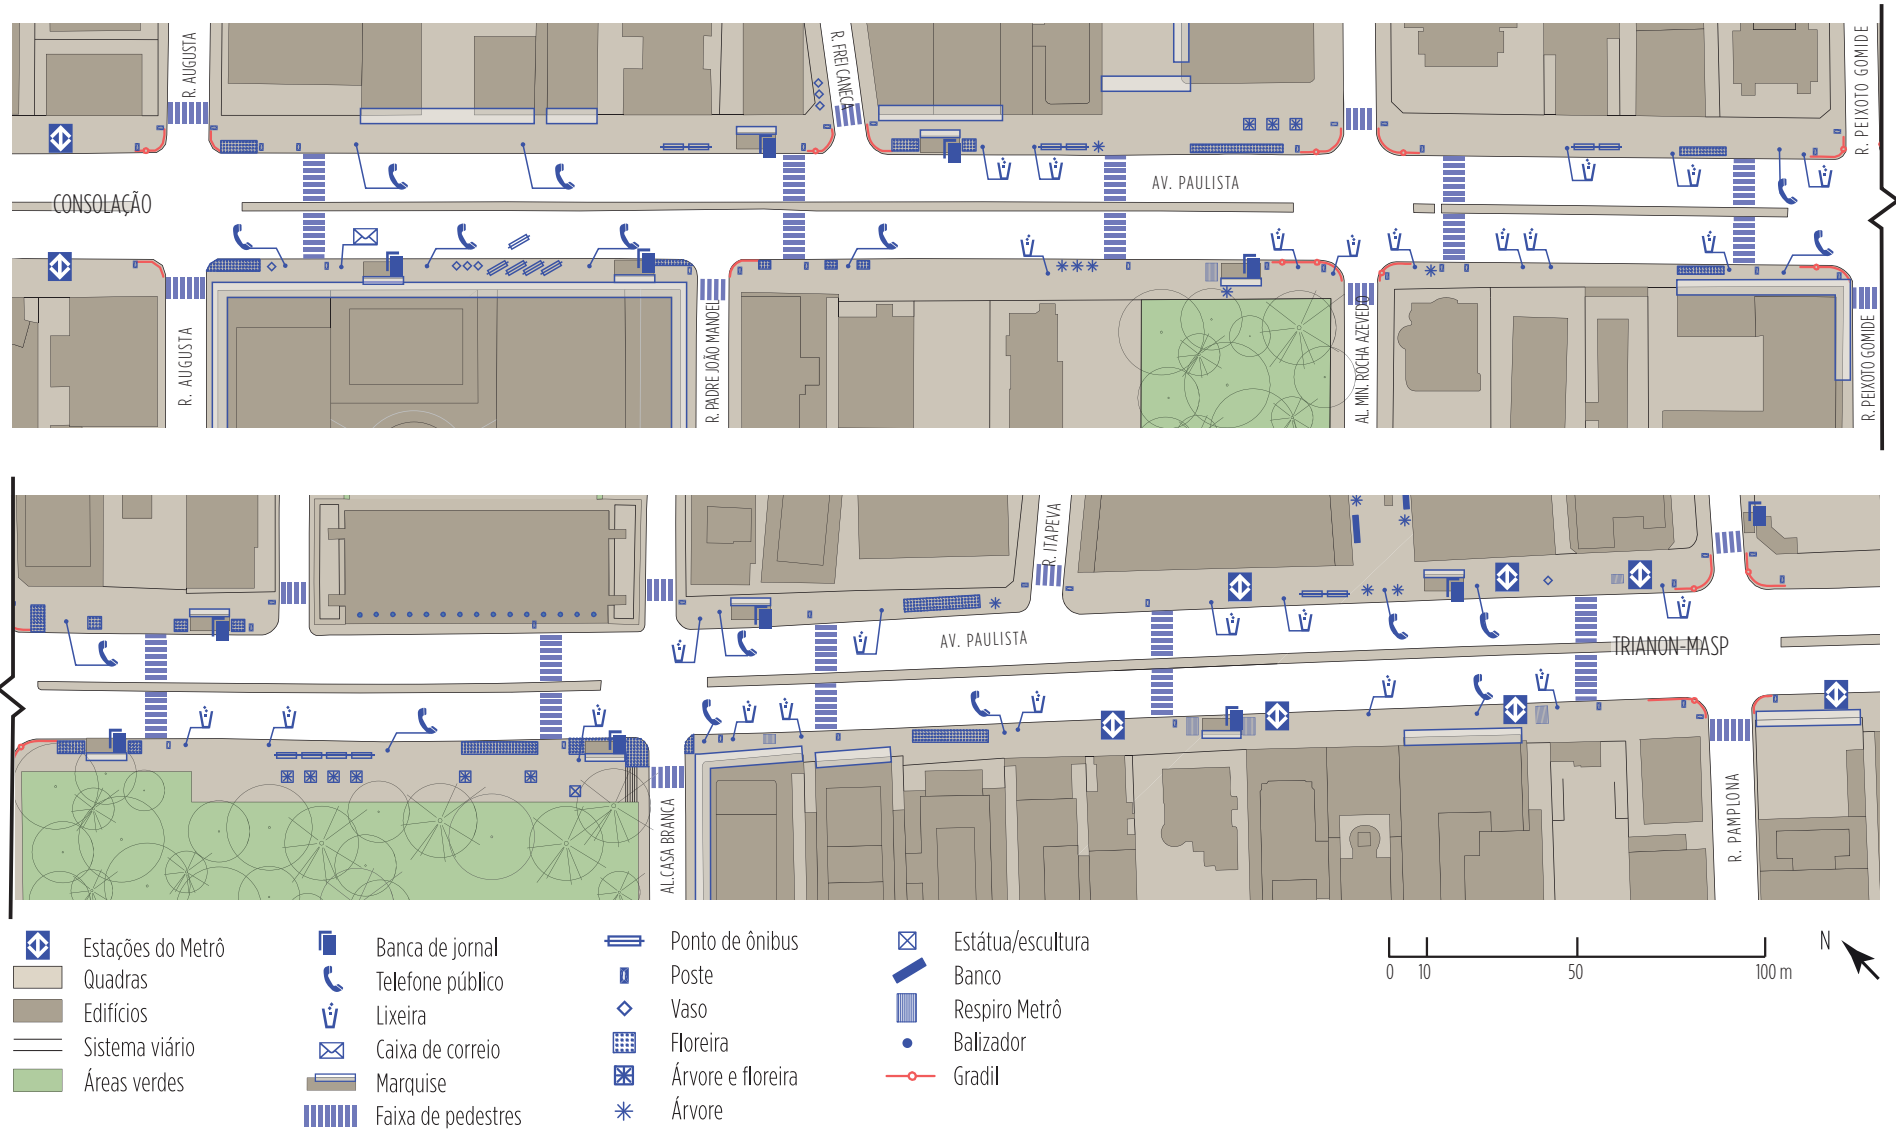 R. AUGUSTA
R. FREI CANECA
R. PEIXOTO GOMIDE
CONSOLAÇÃO
AV. PAULISTA
R. AUGUSTA
R. PADRE JOÃO MANOEL
AL. MIN. ROCHA AZEVEDO
R. PEIXOTO GOMIDE
R. ITAPEVA
AV. PAULISTA
TRIANON-MASP
AL.CASA BRANCA
R. PAMPLONA
Estações do Metrô
Quadras
Edifícios
Sistema viário
Áreas verdes
Banca de jornal
Telefone público
Lixeira
Caixa de correio
Marquise
Faixa de pedestres
Ponto de ônibus
Poste
Vaso
Floreira
Árvore e floreira
Árvore
Estátua/escultura
Banco
Respiro Metrô
Balizador
Gradil
0 10 50 100 m
N